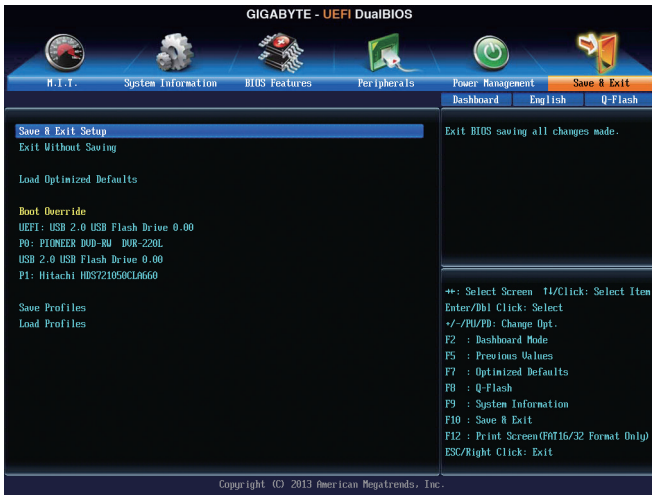 GIGABYTE - UEFI DualBIOS
M.I.T. System Information BIOS Features Peripherals Power Management Save & Exit
Dashboard English Q-Flash
Save & Exit Setup
Exit Without Saving
Load Optimized Defaults
Boot Override
UEFI: USB 2.0 USB Flash Drive 0.00
P0: PIONEER DVD-RW DVR-220L
USB 2.0 USB Flash Drive 0.00
P1: Hitachi HDS721050CLA660
Save Profiles
Load Profiles
Exit BIOS saving all changes made.
→←: Select Screen ↑↓/Click: Select Item
Enter/Dbl Click: Select
+/-/PU/PD: Change Opt.
F2 : Dashboard Mode
F5 : Previous Values
F7 : Optimized Defaults
F8 : Q-Flash
F9 : System Information
F10 : Save & Exit
F12 : Print Screen(FAT16/32 Format Only)
ESC/Right Click: Exit
Copyright (C) 2013 American Megatrends, Inc.